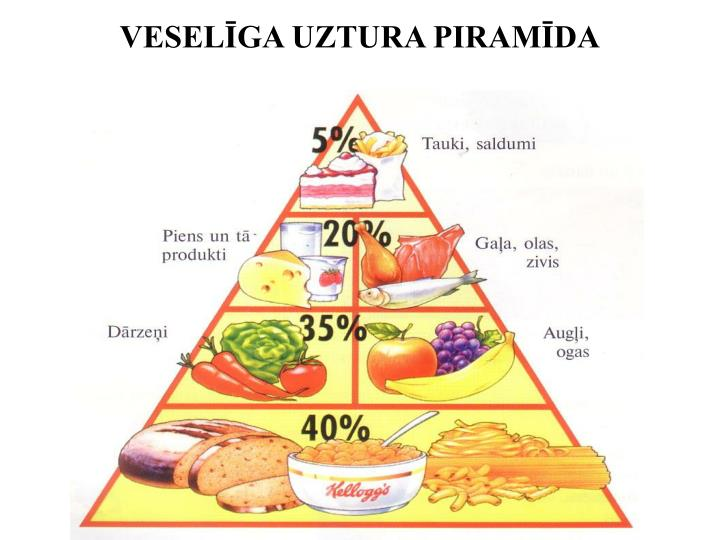 VESELĪGA UZTURA PIRAMĪDA
5%
Tauki, saldumi
20%
Piens un tā
produkti
Gaļa, olas,
zivis
35%
Dārzeņi
Augļi,
ogas
40%
Kellogg's